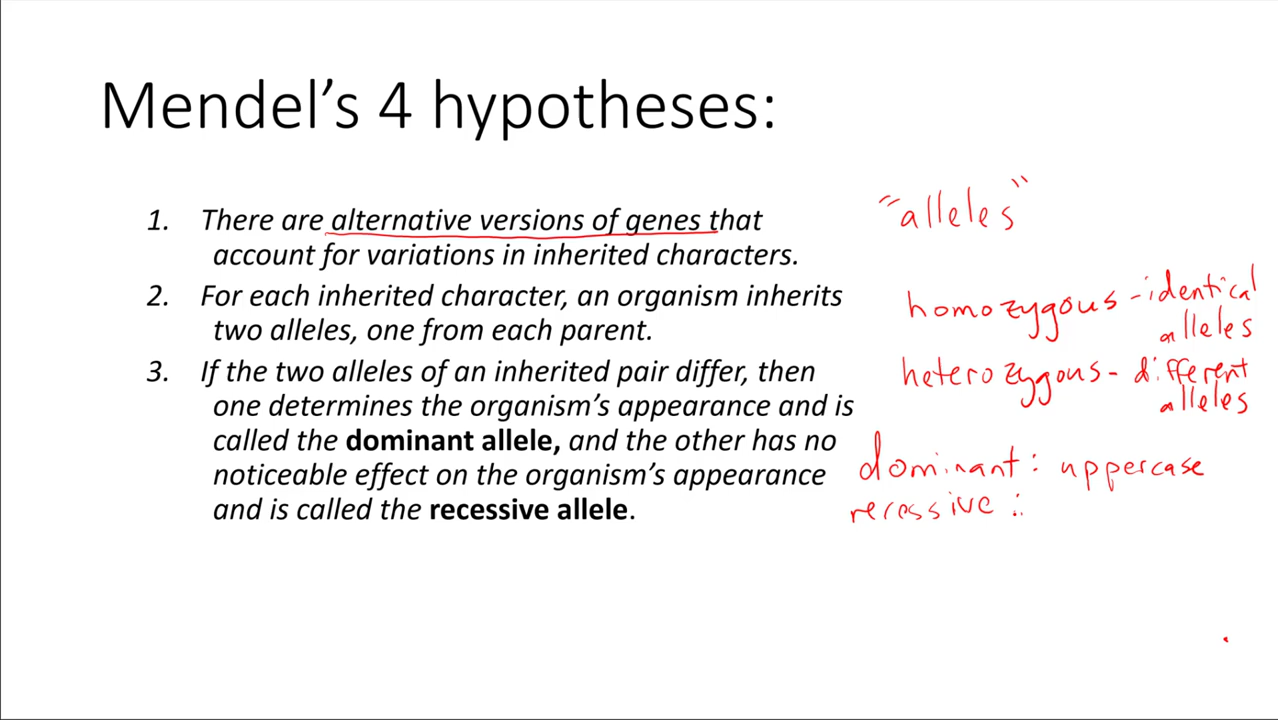 Mendel’s 4 hypotheses:
1. There are alternative versions of genes that
account for variations in inherited characters.
2. For each inherited character, an organism inherits
two alleles, one from each parent.
3. If the two alleles of an inherited pair differ, then
one determines the organism’s appearance and is
called the dominant allele, and the other has no
noticeable effect on the organism’s appearance
and is called the recessive allele.
"alleles"
homozygous - identical
alleles
heterozygous - different
alleles
dominant: uppercase
recessive :